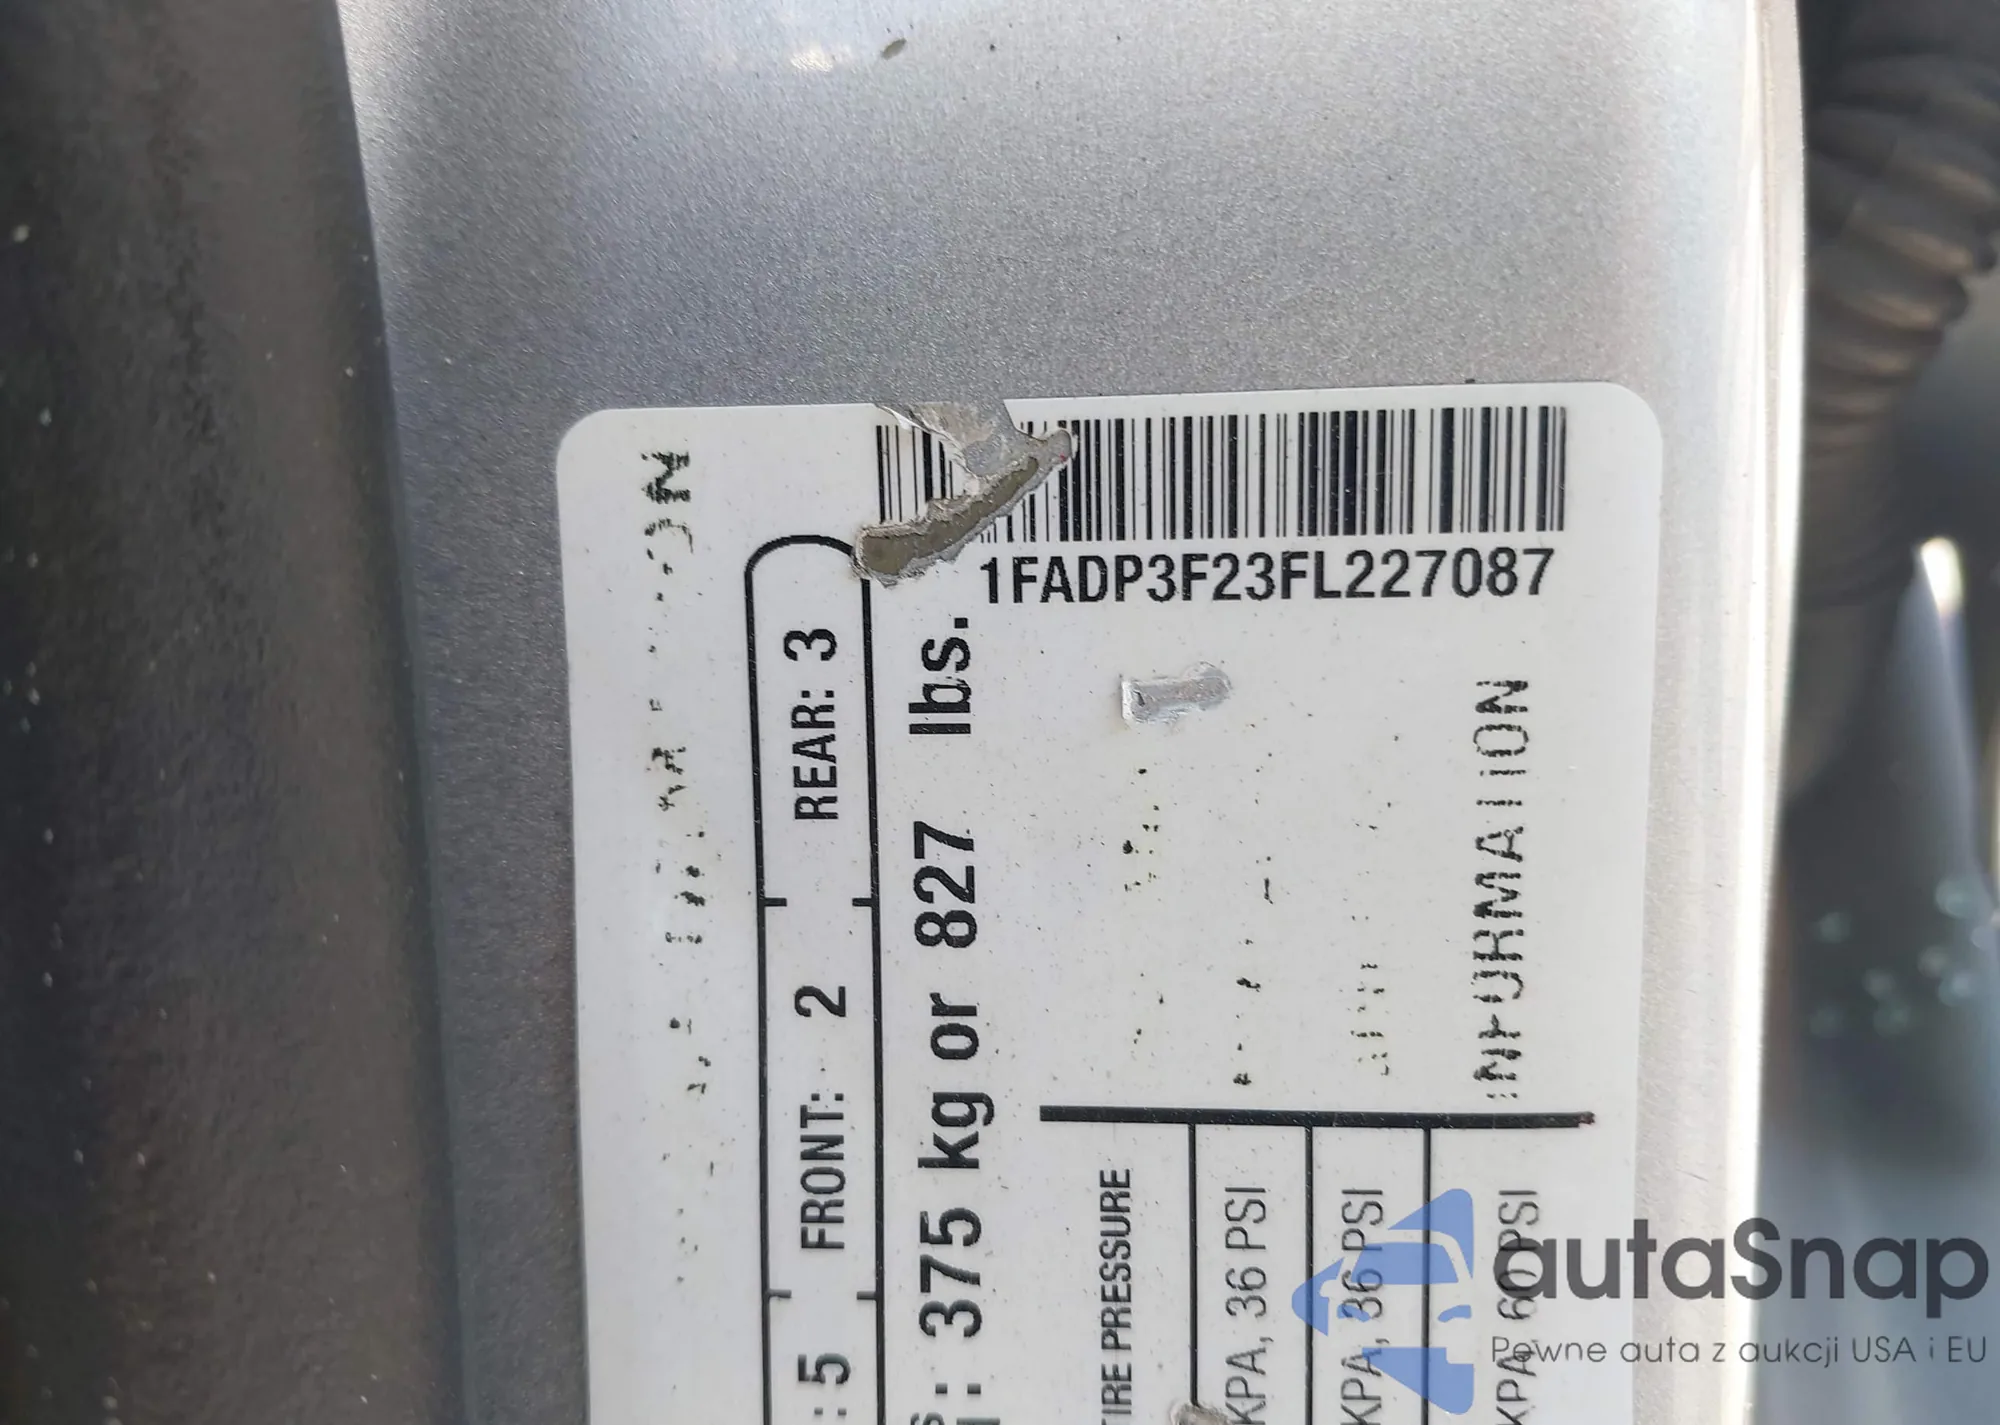 1FADP3F23FL227087
: 5 FRONT: 2 REAR: 3
: 375 kg or 827 lbs.
TIRE PRESSURE
KPA, 36 PSI
KPA, 36 PSI
KPA, 60 PSI
INFORMATION
autaSnap
Pewne auta z aukcji USA i EU